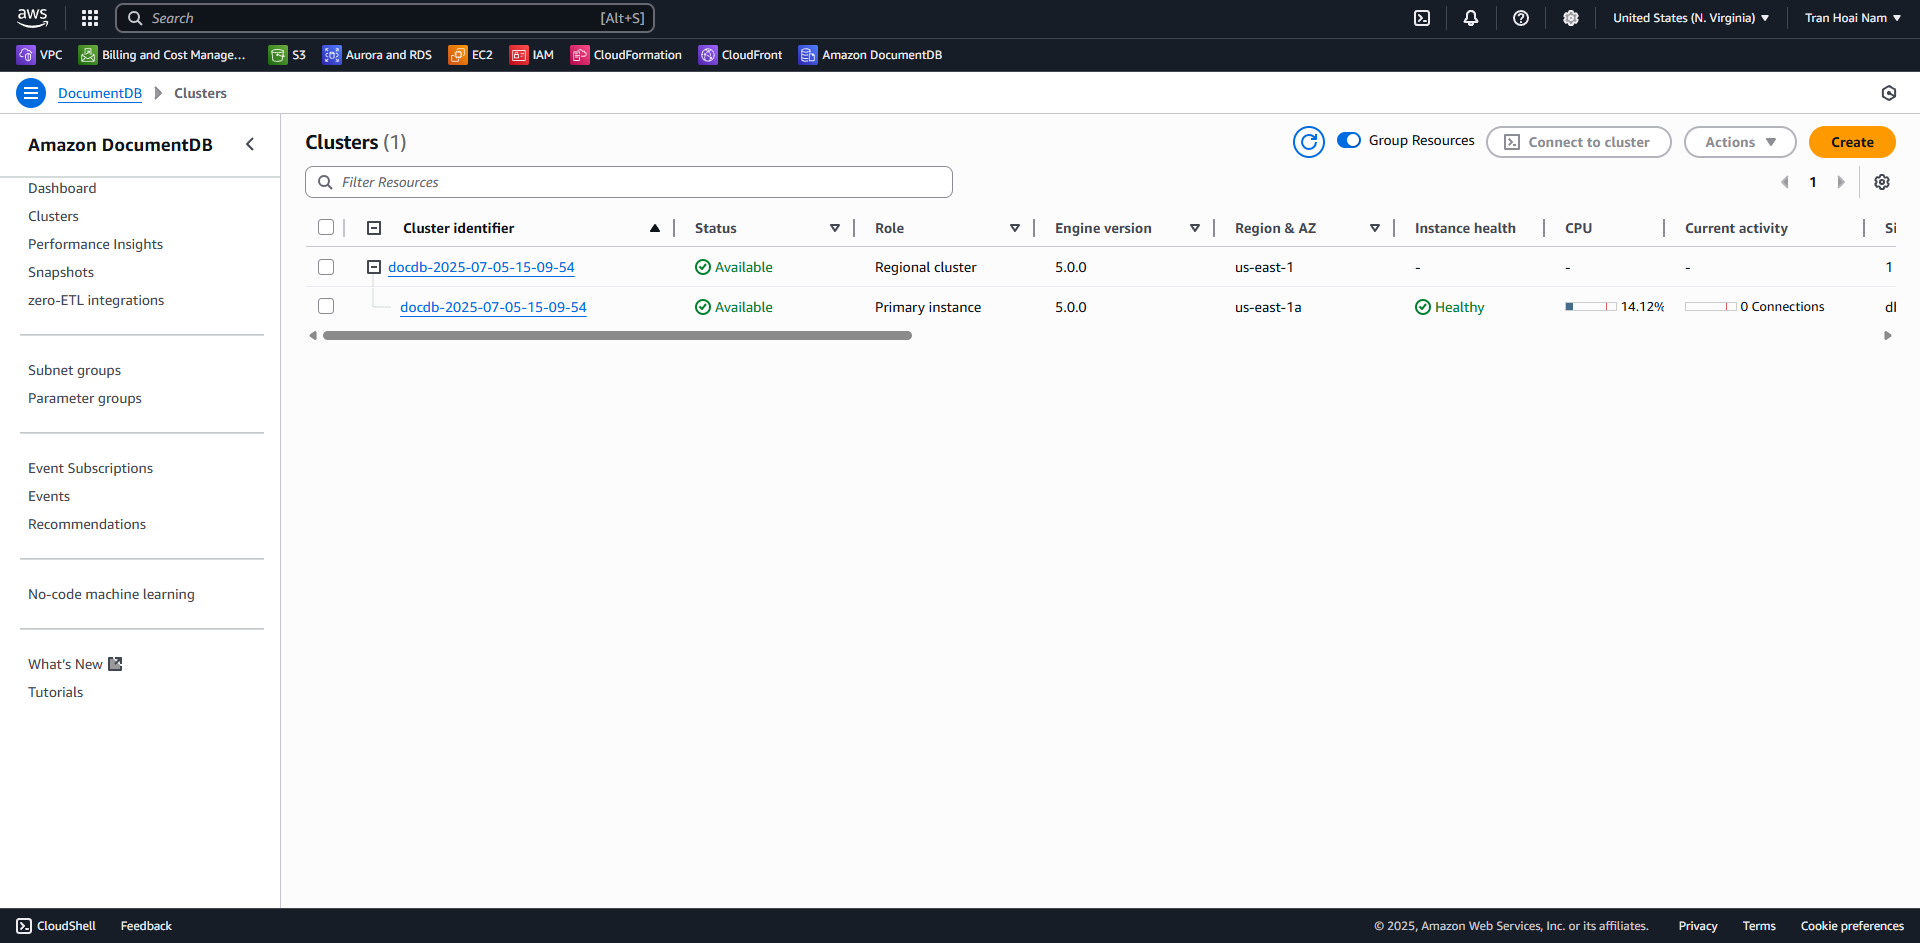 aws
Search [Alt+S]
United States (N. Virginia)
Tran Hoai Nam
VPC
Billing and Cost Manage...
S3
Aurora and RDS
EC2
IAM
CloudFormation
CloudFront
Amazon DocumentDB
DocumentDB Clusters
Amazon DocumentDB
Dashboard
Clusters
Performance Insights
Snapshots
zero-ETL integrations
Subnet groups
Parameter groups
Event Subscriptions
Events
Recommendations
No-code machine learning
What's New
Tutorials
Clusters (1)
Group Resources
Connect to cluster
Actions
Create
Filter Resources
1
Cluster identifier Status Role Engine version Region & AZ Instance health CPU Current activity Si
docdb-2025-07-05-15-09-54 Available Regional cluster 5.0.0 us-east-1 - - - 1
docdb-2025-07-05-15-09-54 Available Primary instance 5.0.0 us-east-1a Healthy 14.12% 0 Connections
CloudShell
Feedback
© 2025, Amazon Web Services, Inc. or its affiliates.
Privacy
Terms
Cookie preferences